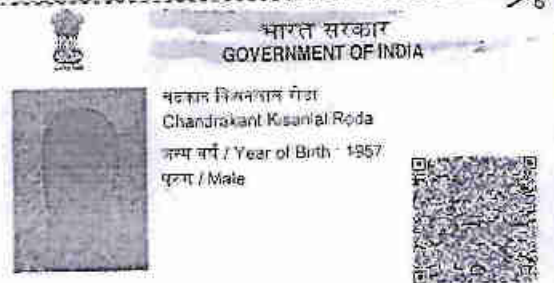 भारत सरकार
GOVERNMENT OF INDIA
Chandrakant Kisanlal Roda
जन्म वर्ष / Year of Birth : 1957
पुरुष / Male